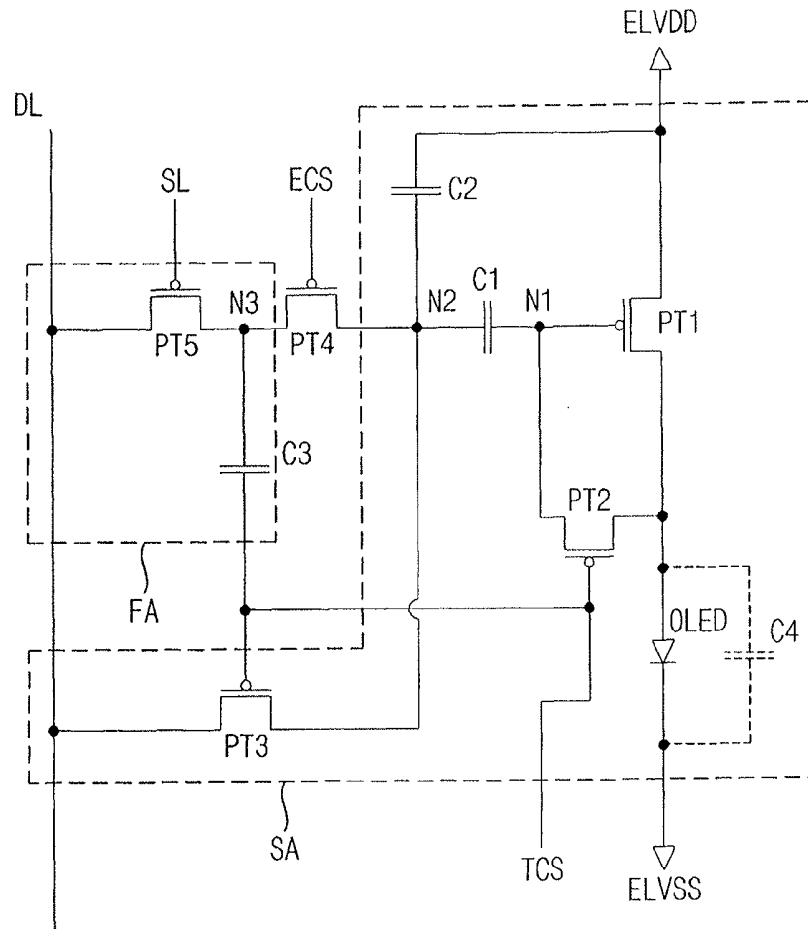 ELVDD
DL
SL
ECS
C2
C1
N3
N2
N1
PT1
PT5
PT4
C3
PT2
FA
OLED
C4
PT3
SA
TCS
ELVSS